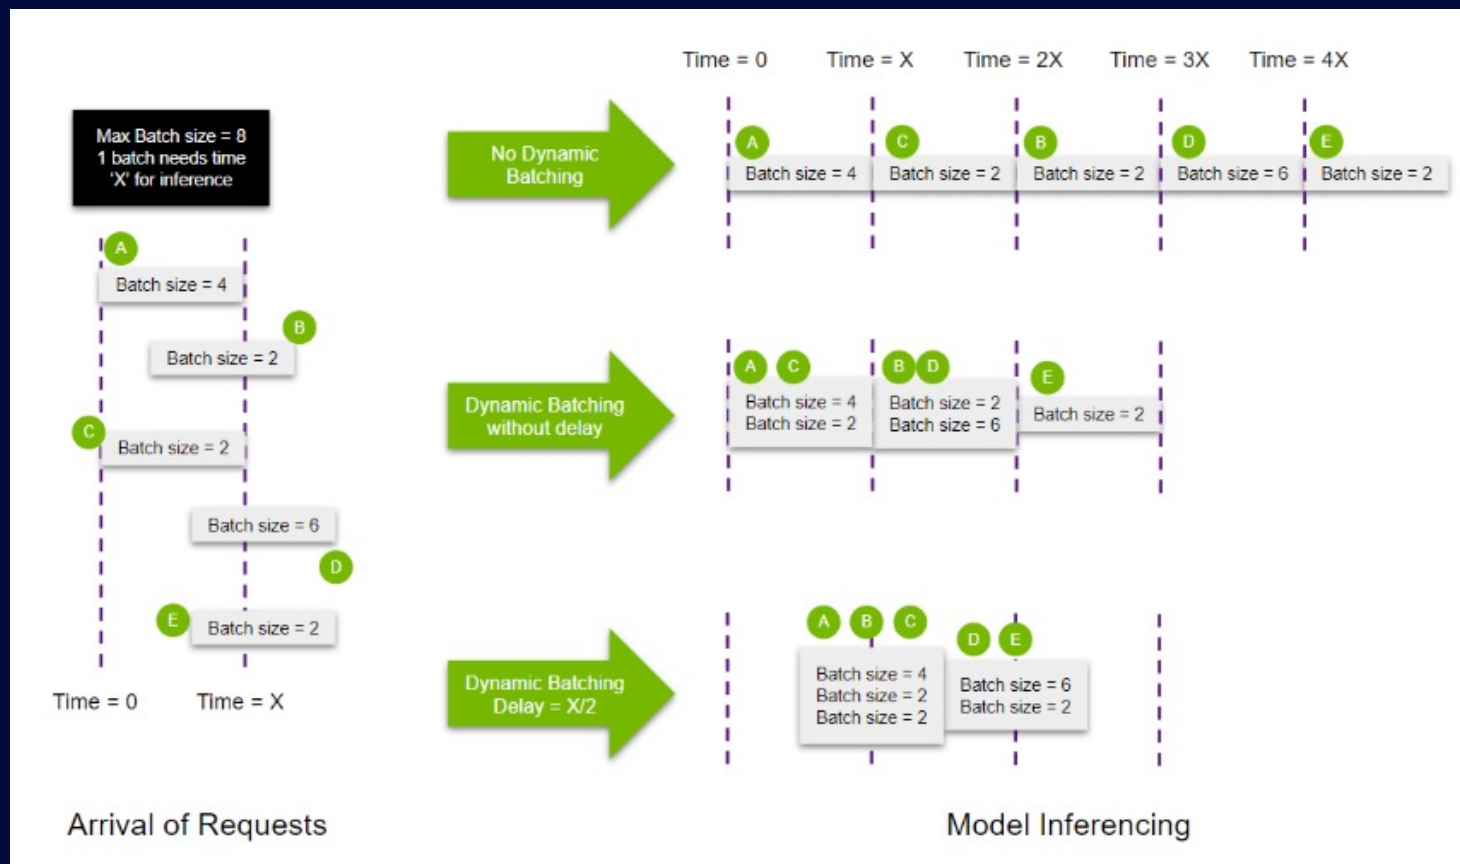 Max Batch size = 8
1 batch needs time
'X' for inference
A
Batch size = 4
B
Batch size = 2
C
Batch size = 2
Batch size = 6
D
E
Batch size = 2
Time = 0
Time = X
Arrival of Requests
No Dynamic
Batching
Time = 0
Time = X
Time = 2X
Time = 3X
Time = 4X
A
Batch size = 4
C
Batch size = 2
B
Batch size = 2
D
Batch size = 6
E
Batch size = 2
Dynamic Batching
without delay
A
C
Batch size = 4
Batch size = 2
B
D
Batch size = 2
Batch size = 6
E
Batch size = 2
Dynamic Batching
Delay = X/2
A
B
C
Batch size = 4
Batch size = 2
Batch size = 2
D
E
Batch size = 6
Batch size = 2
Model Inferencing